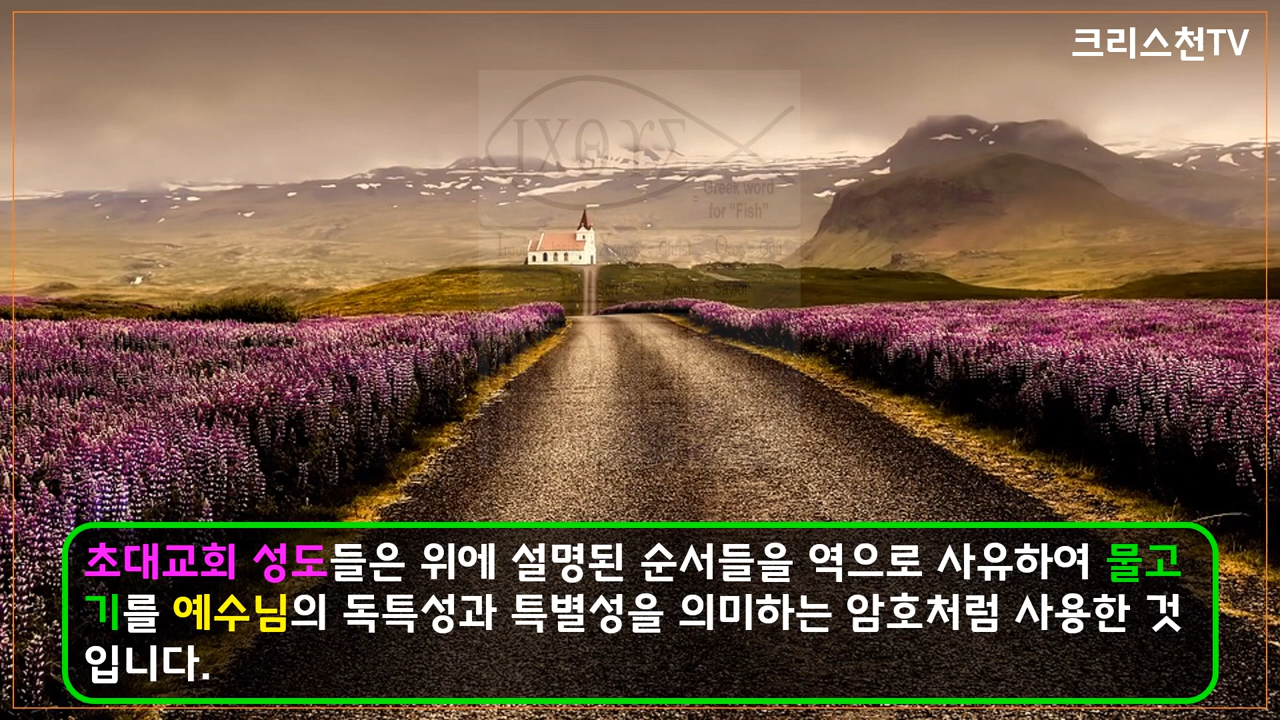 크리스천TV
ΙΧΘΥΣ
Greek word
for "Fish"
초대교회 성도들은 위에 설명된 순서들을 역으로 사유하여 물고
기를 예수님의 독특성과 특별성을 의미하는 암호처럼 사용한 것
입니다.